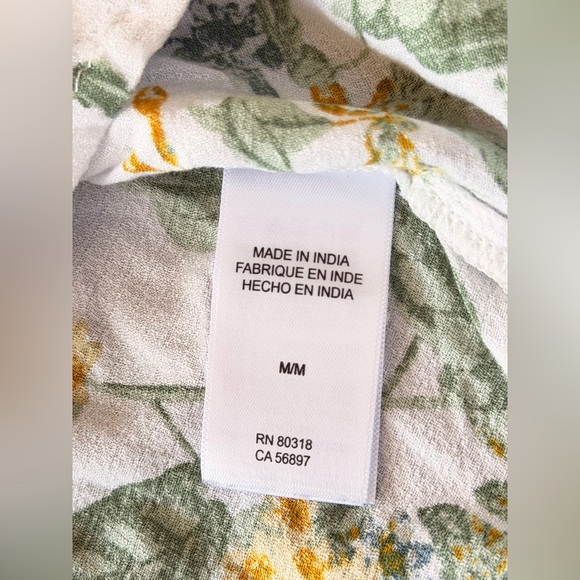 MADE IN INDIA
FABRIQUE EN INDE
HECHO EN INDIA
M/M
RN 80318
CA 56897